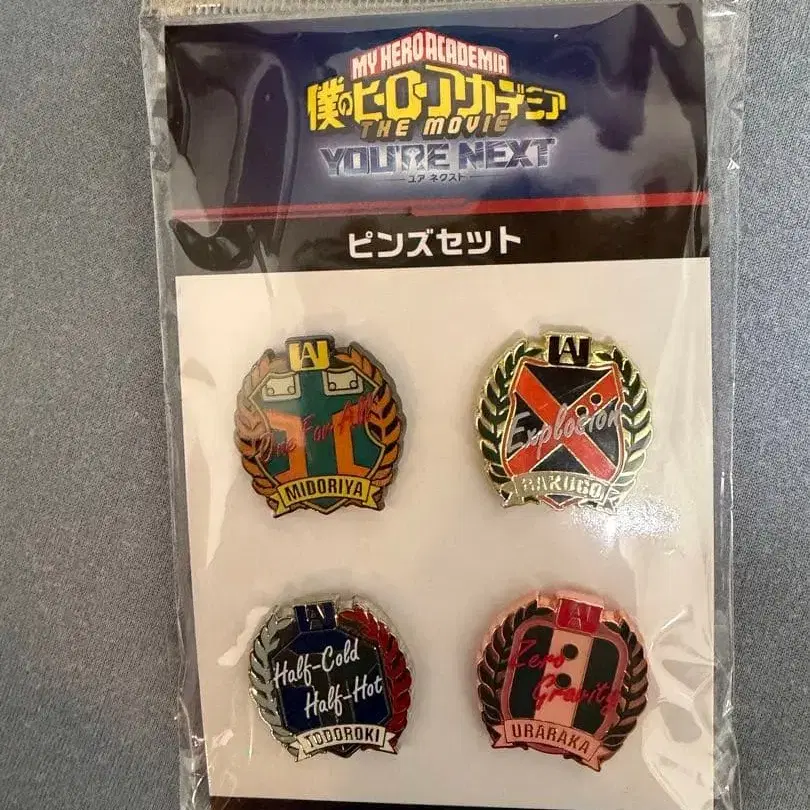 MY HERO ACADEMIA
僕のヒーローアカデミア
THE MOVIE
YOU'RE NEXT
ユア ネクスト
ピンズセット
UA
One For All
MIDORIYA
UA
Explosion
BAKUGO
UA
Half-Cold
Half-Hot
TODOROKI
UA
Zero
Gravity
URARAKA